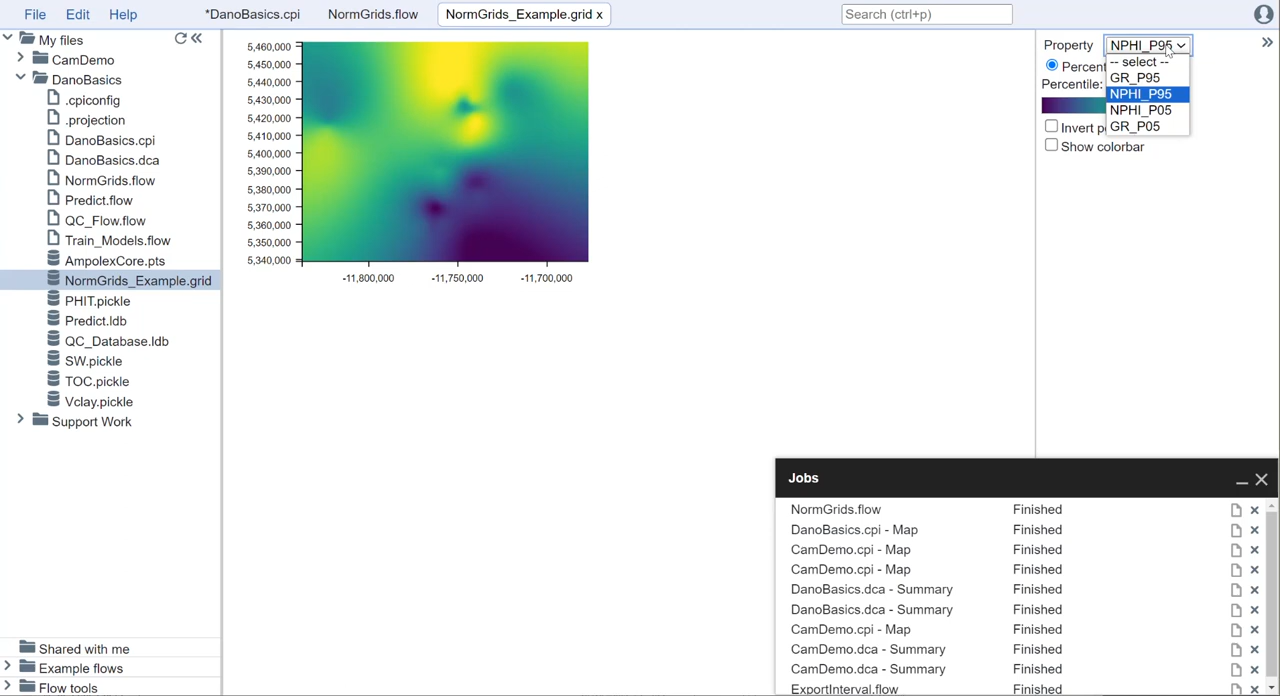 File Edit Help *DanoBasics.cpi NormGrids.flow NormGrids_Example.grid x Search (ctrl+p)
My files
CamDemo
DanoBasics
.cpiconfig
.projection
DanoBasics.cpi
DanoBasics.dca
NormGrids.flow
Predict.flow
QC_Flow.flow
Train_Models.flow
AmpolexCore.pts
NormGrids_Example.grid
PHIT.pickle
Predict.ldb
QC_Database.ldb
SW.pickle
TOC.pickle
Vclay.pickle
Support Work
Shared with me
Example flows
Flow tools
5,460,000
5,450,000
5,440,000
5,430,000
5,420,000
5,410,000
5,400,000
5,390,000
5,380,000
5,370,000
5,360,000
5,350,000
5,340,000
-11,800,000 -11,750,000 -11,700,000
Property NPHI_P95
-- select --
GR_P95
NPHI_P95
NPHI_P05
GR_P05
Percent
Percentile:
Invert p
Show colorbar
Jobs
NormGrids.flow Finished
DanoBasics.cpi - Map Finished
CamDemo.cpi - Map Finished
CamDemo.cpi - Map Finished
DanoBasics.dca - Summary Finished
DanoBasics.dca - Summary Finished
CamDemo.cpi - Map Finished
CamDemo.dca - Summary Finished
CamDemo.dca - Summary Finished
ExportInterval.flow Finished